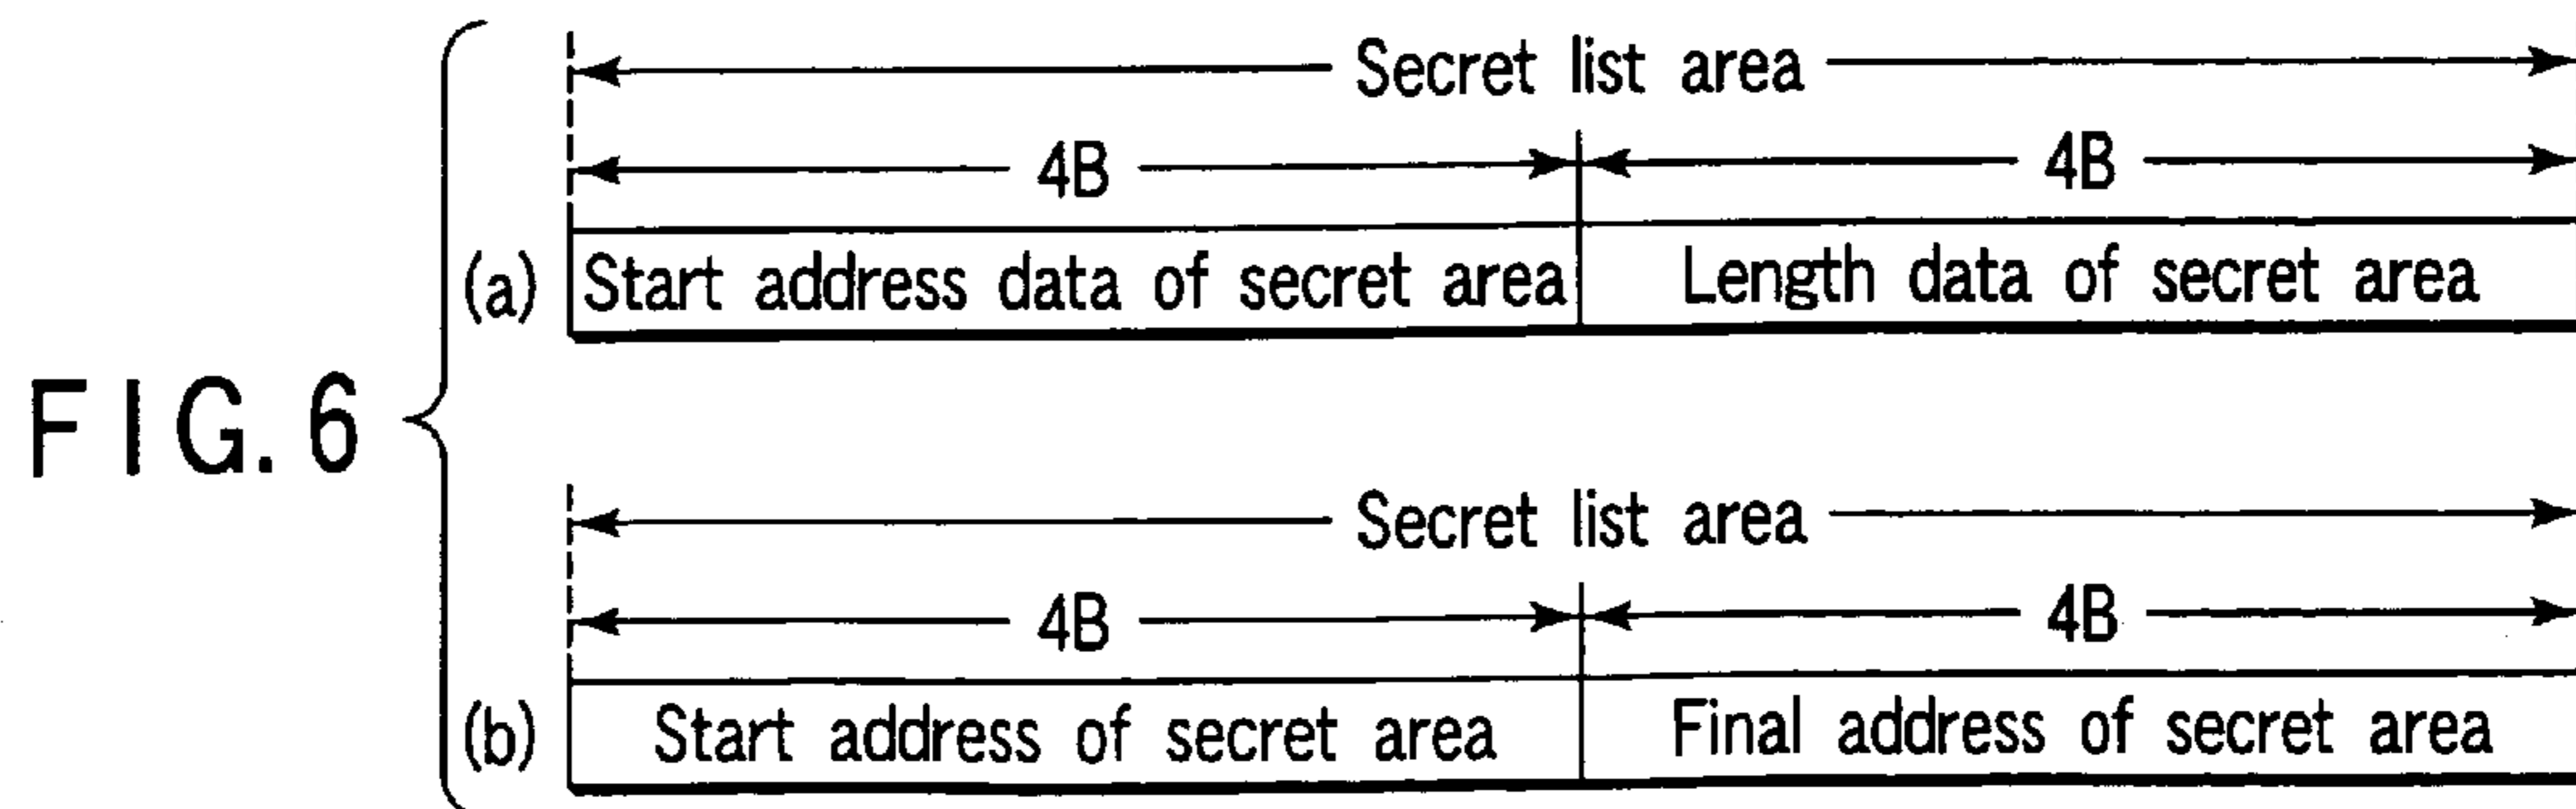 FIG. 6
Secret list area
4B 4B
(a) Start address data of secret area Length data of secret area
Secret list area
4B 4B
(b) Start address of secret area Final address of secret area